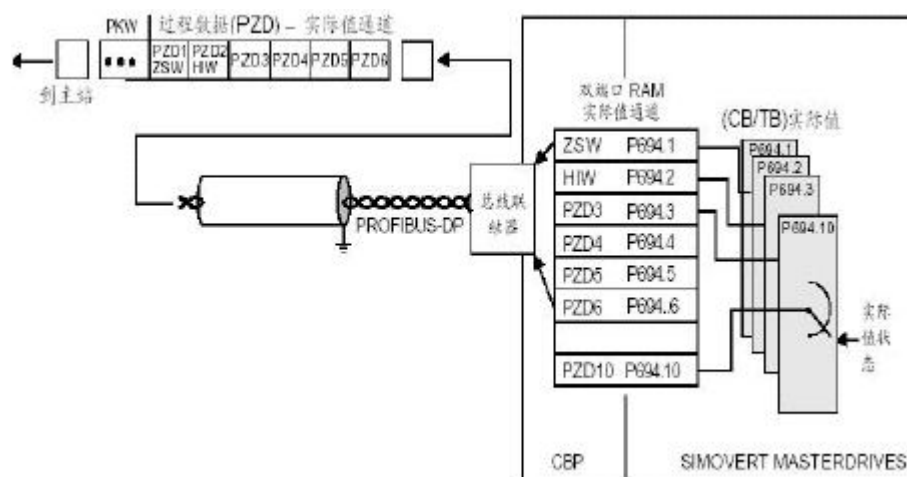 PKW 过程数据(PZD) – 实际值通道
••• PZD1 PZD2 PZD3 PZD4 PZD5 PZD6
ZSW HIW
到主站
双端口 RAM
实际值通道
(CB/TB)实际值
ZSW P694.1
HIW P694.2
PZD3 P694.3
PZD4 P694.4
PZD5 P694.5
PZD6 P694..6
PZD10 P694.10
P694.1
P694.2
P694.3
P694.10
PROFIBUS-DP
总线联
站器
实际
值状
态
CBP
SIMOVERT MASTERDRIVES